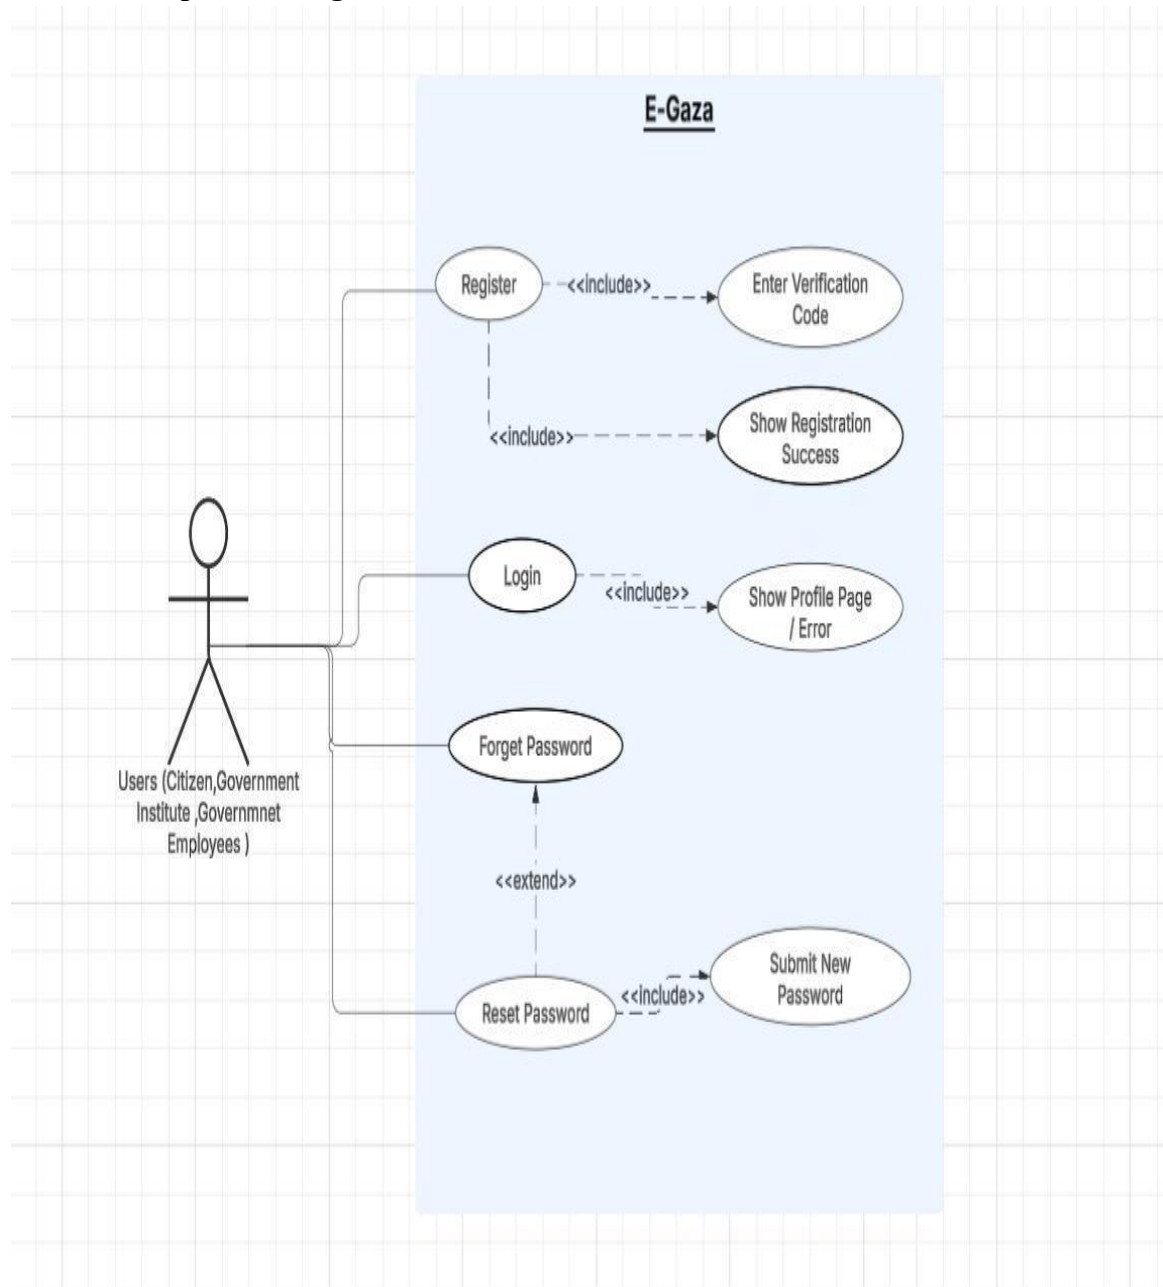 E-Gaza
Register
<<include>>
Enter Verification
Code
<<include>>
Show Registration
Success
Login
<<include>>
Show Profile Page
/ Error
Forget Password
Users (Citizen,Government
Institute ,Governmnet
Employees )
<<extend>>
Reset Password
<<include>>
Submit New
Password